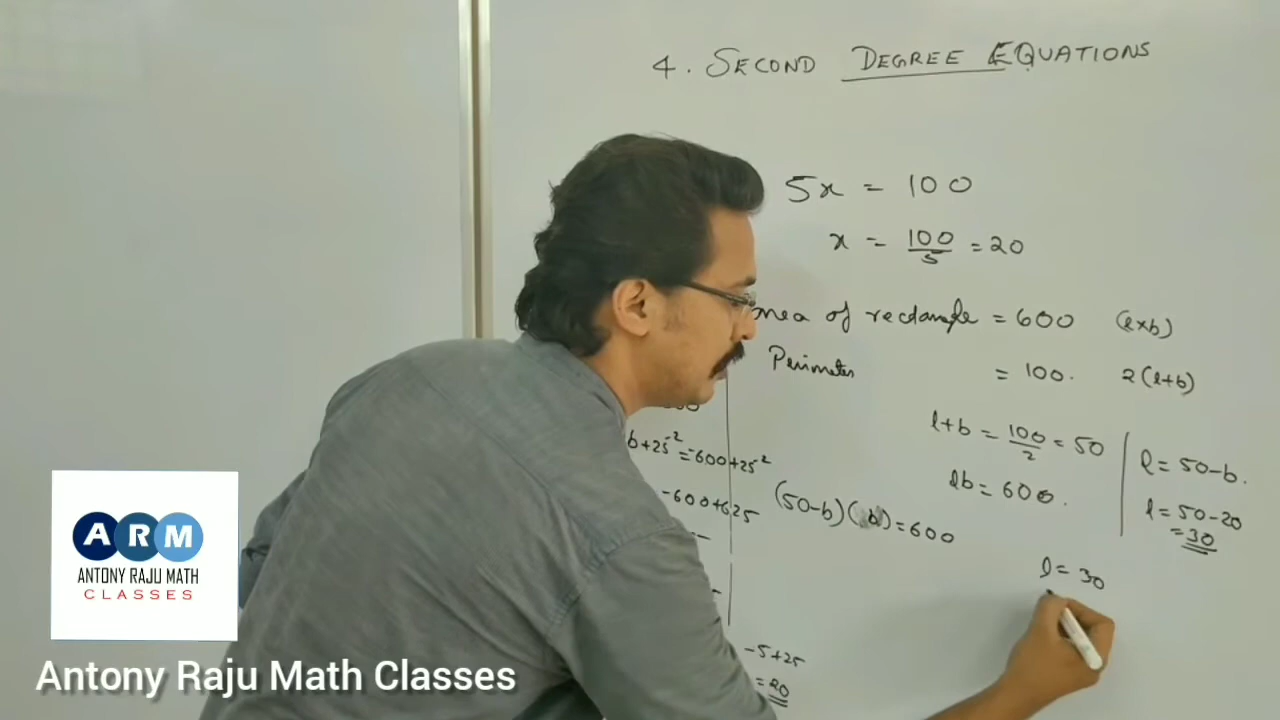 4. SECOND DEGREE EQUATIONS
5x = 100
x = 100/5 = 20
of rectangle = 600 (l×b)
Perimeter = 100. 2(l+b)
l+b = 100/2 = 50
lb = 600.
l = 50-b.
l = 50-20
= 30
b+25² = -600+25²
-600+625
(50-b)(b) = 600
l = 30
-5+25
= 20
ARM
ANTONY RAJU MATH
CLASSES
Antony Raju Math Classes